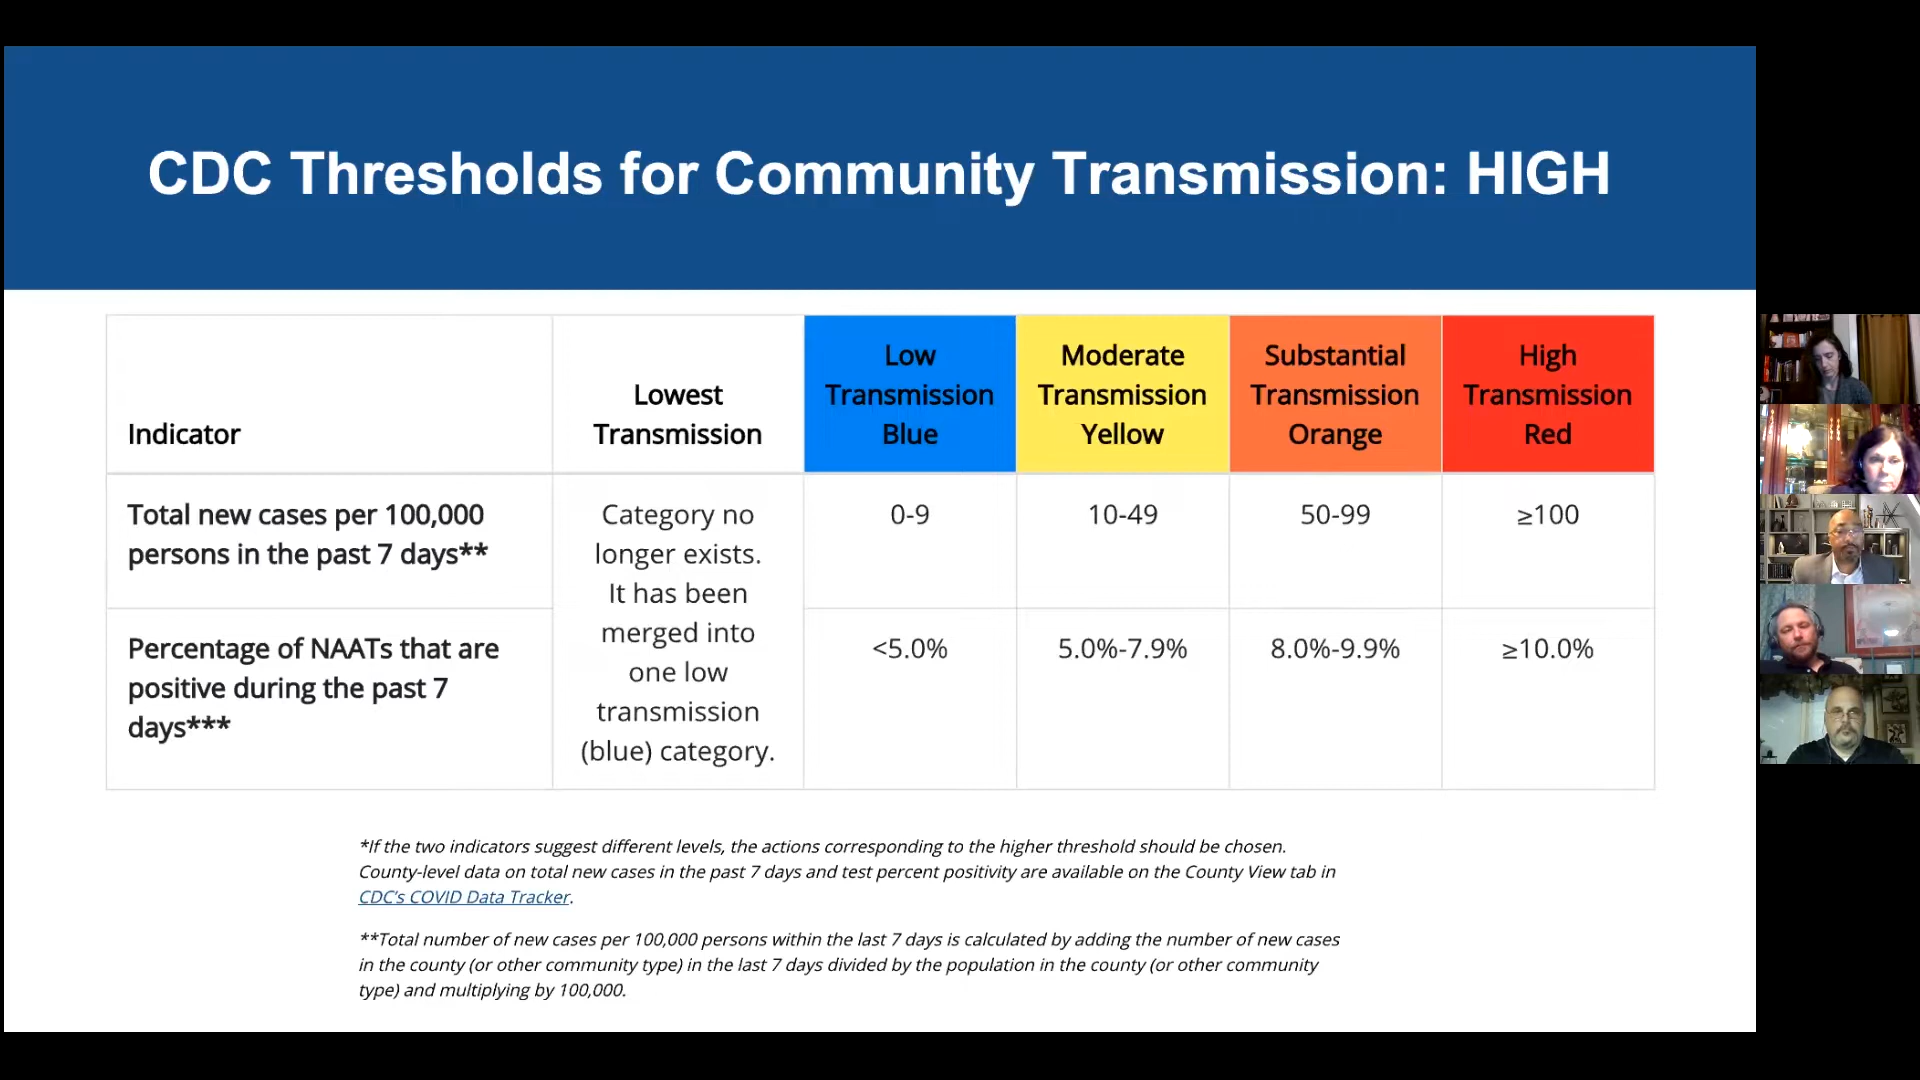 CDC Thresholds for Community Transmission: HIGH
Indicator
Lowest
Transmission
Low
Transmission
Blue
Moderate
Transmission
Yellow
Substantial
Transmission
Orange
High
Transmission
Red
Total new cases per 100,000
persons in the past 7 days**
Category no
longer exists.
It has been
merged into
one low
transmission
(blue) category.
0-9
10-49
50-99
≥100
Percentage of NAATs that are
positive during the past 7
days***
<5.0%
5.0%-7.9%
8.0%-9.9%
≥10.0%
*If the two indicators suggest different levels, the actions corresponding to the higher threshold should be chosen.
County-level data on total new cases in the past 7 days and test percent positivity are available on the County View tab in
CDC's COVID Data Tracker.
**Total number of new cases per 100,000 persons within the last 7 days is calculated by adding the number of new cases
in the county (or other community type) in the last 7 days divided by the population in the county (or other community
type) and multiplying by 100,000.